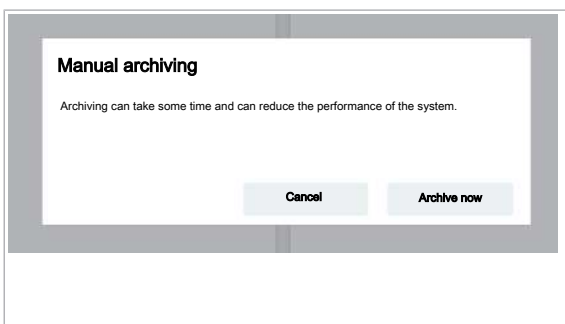 Manual archiving
Archiving can take some time and can reduce the performance of the system.
Cancel
Archive now